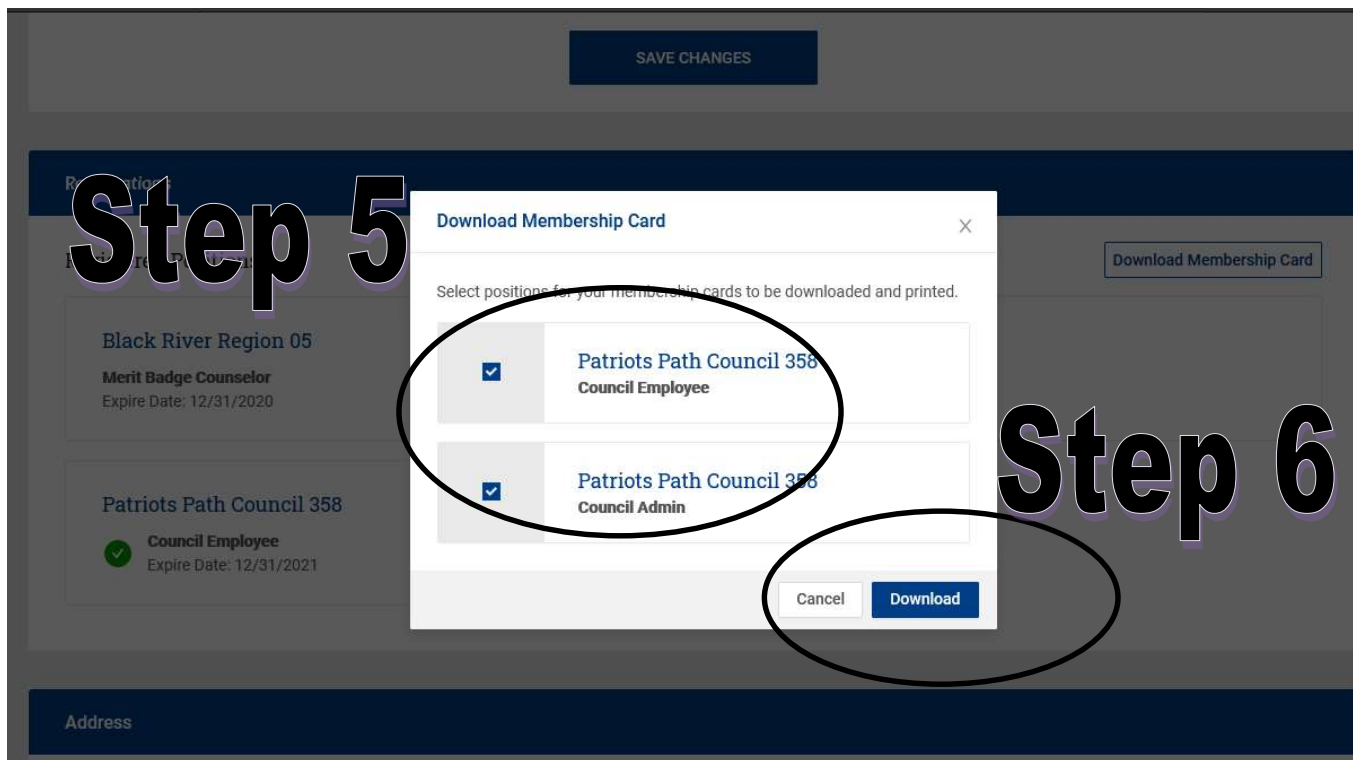 SAVE CHANGES
Step 5
Download Membership Card
Download Membership Card
Select positions for your membership cards to be downloaded and printed.
Black River Region 05
Merit Badge Counselor
Expire Date: 12/31/2020
Patriots Path Council 358
Council Employee
Patriots Path Council 358
Council Admin
Step 6
Patriots Path Council 358
Council Employee
Expire Date: 12/31/2021
Cancel
Download
Address